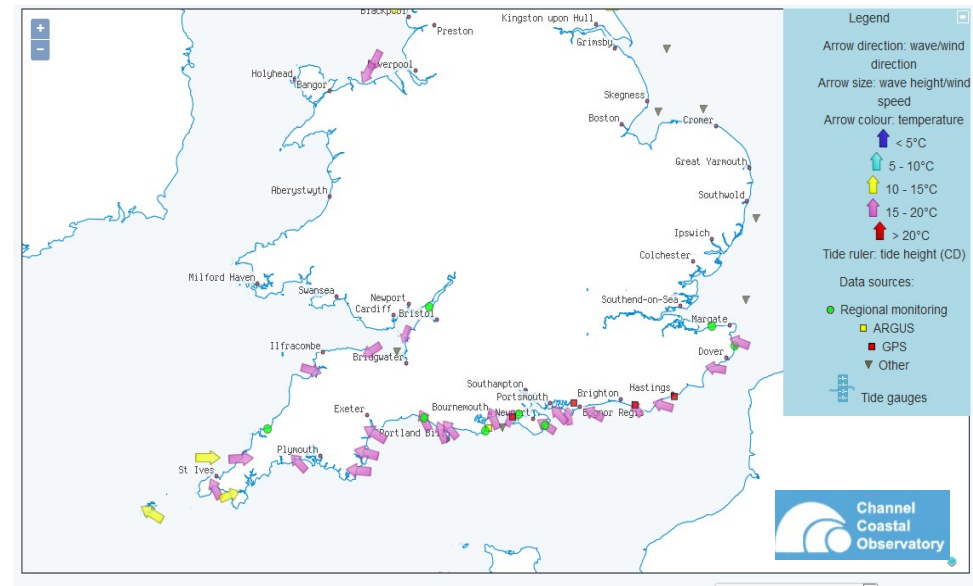 Blackpool
Preston
Kingston upon Hull
Grimsby
Liverpool
Holyhead
Bangor
Skegness
Boston
Cromer
Great Yarmouth
Aberystwyth
Southwold
Ipswich
Colchester
Milford Haven
Swansea
Newport
Cardiff
Bristol
Southend-on-Sea
Margate
Ilfracombe
Bridgwater
Dover
Southampton
Portsmouth
Brighton
Hastings
Exeter
Bournemouth
Newport
Bognor Regis
Portland Bill
Plymouth
St Ives
+
−
Legend
Arrow direction: wave/wind
direction
Arrow size: wave height/wind
speed
Arrow colour: temperature
< 5°C
5 - 10°C
10 - 15°C
15 - 20°C
> 20°C
Tide ruler: tide height (CD)
Data sources:
Regional monitoring
ARGUS
GPS
Other
Tide gauges
Channel
Coastal
Observatory